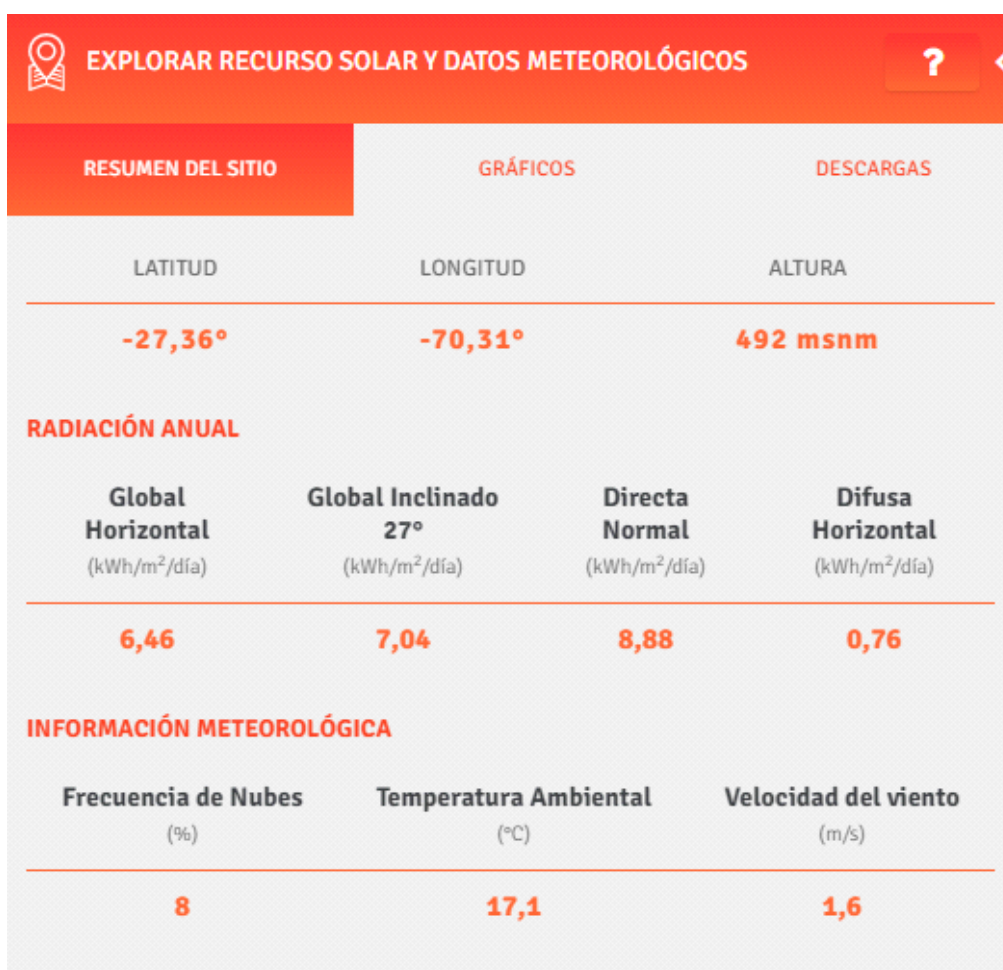 EXPLORAR RECURSO SOLAR Y DATOS METEOROLÓGICOS ?
RESUMEN DEL SITIO GRÁFICOS DESCARGAS
LATITUD LONGITUD ALTURA
-27,36° -70,31° 492 msnm
RADIACIÓN ANUAL
Global Global Inclinado Directa Difusa
Horizontal 27° Normal Horizontal
(kWh/m²/día) (kWh/m²/día) (kWh/m²/día) (kWh/m²/día)
6,46 7,04 8,88 0,76
INFORMACIÓN METEOROLÓGICA
Frecuencia de Nubes Temperatura Ambiental Velocidad del viento
(%) (°C) (m/s)
8 17,1 1,6